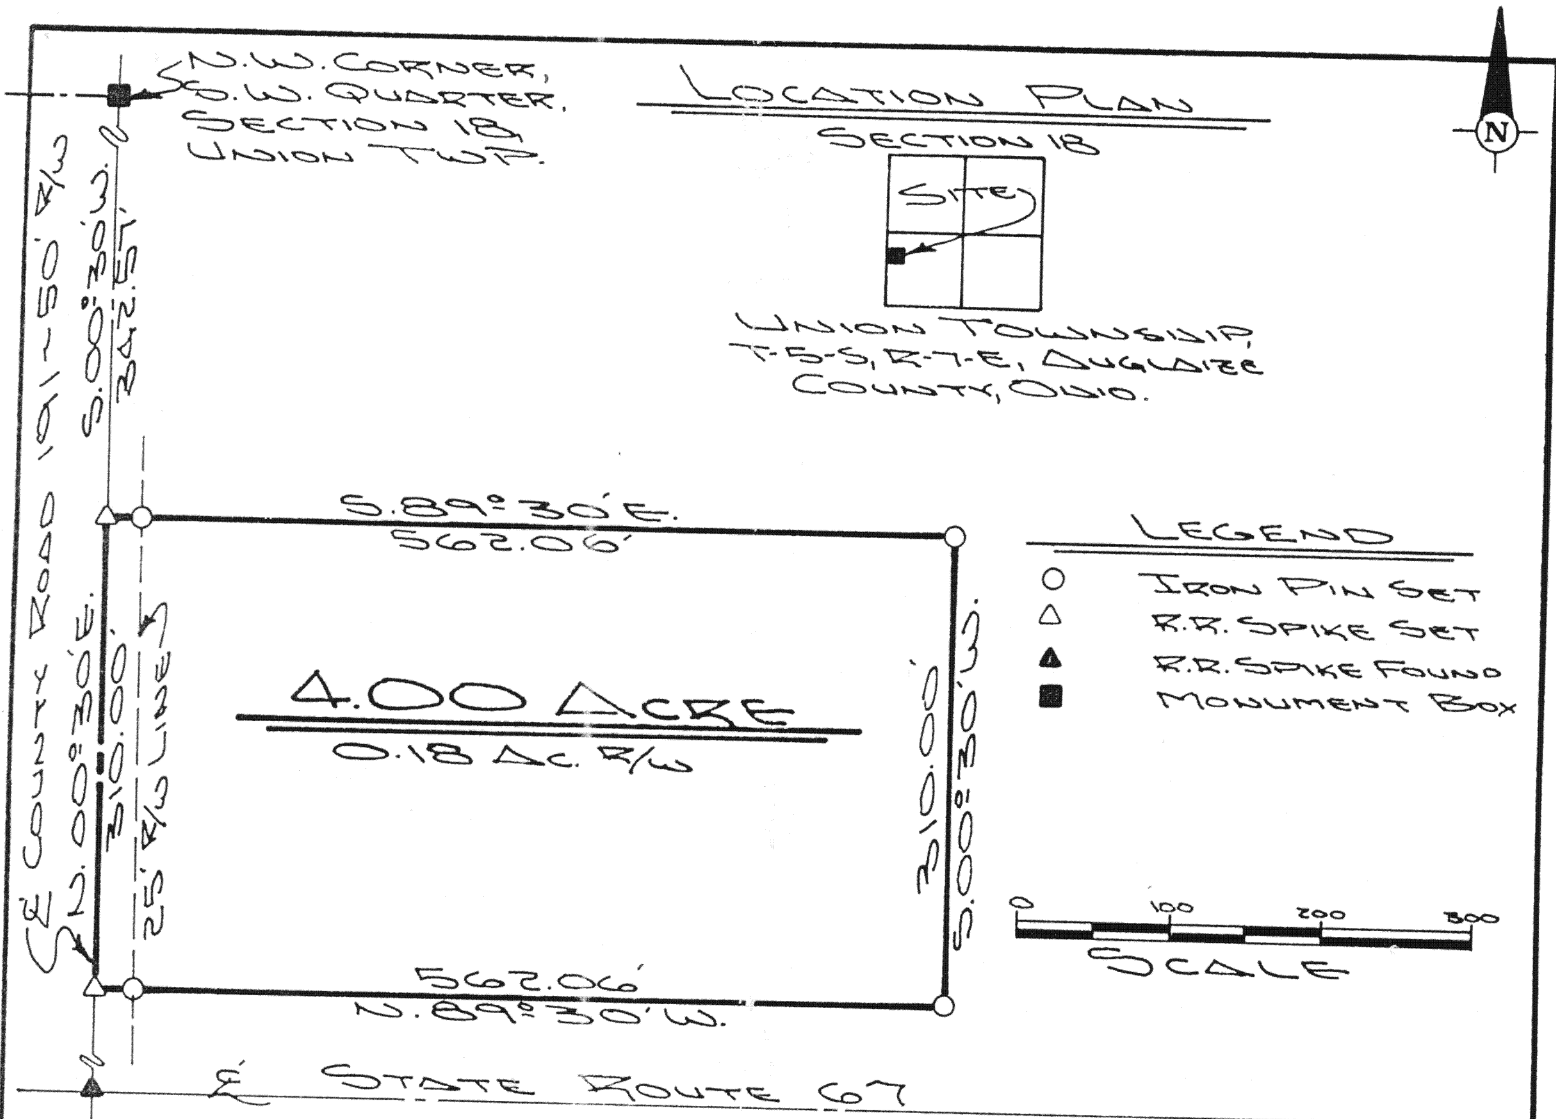 N.W. CORNER,
S.W. QUARTER,
SECTION 18,
UNION TWP.
LOCATION PLAN
SECTION 18
SITE
UNION TOWNSHIP,
T-5-S, R-7-E, AUGLAIZE
COUNTY, OHIO.
N
S.00°30'W.
342.57'
℄ COUNTY ROAD 191~50' R/W
S.89°30'E.
562.06'
N.00°30'E.
310.00'
25' R/W LINE
4.00 ACRE
0.18 AC. R/W
310.00'
S.00°30'W.
562.06'
N.89°30'W.
LEGEND
IRON PIN SET
R.R. SPIKE SET
R.R. SPIKE FOUND
MONUMENT BOX
0 100 200 300
SCALE
℄ STATE ROUTE 67